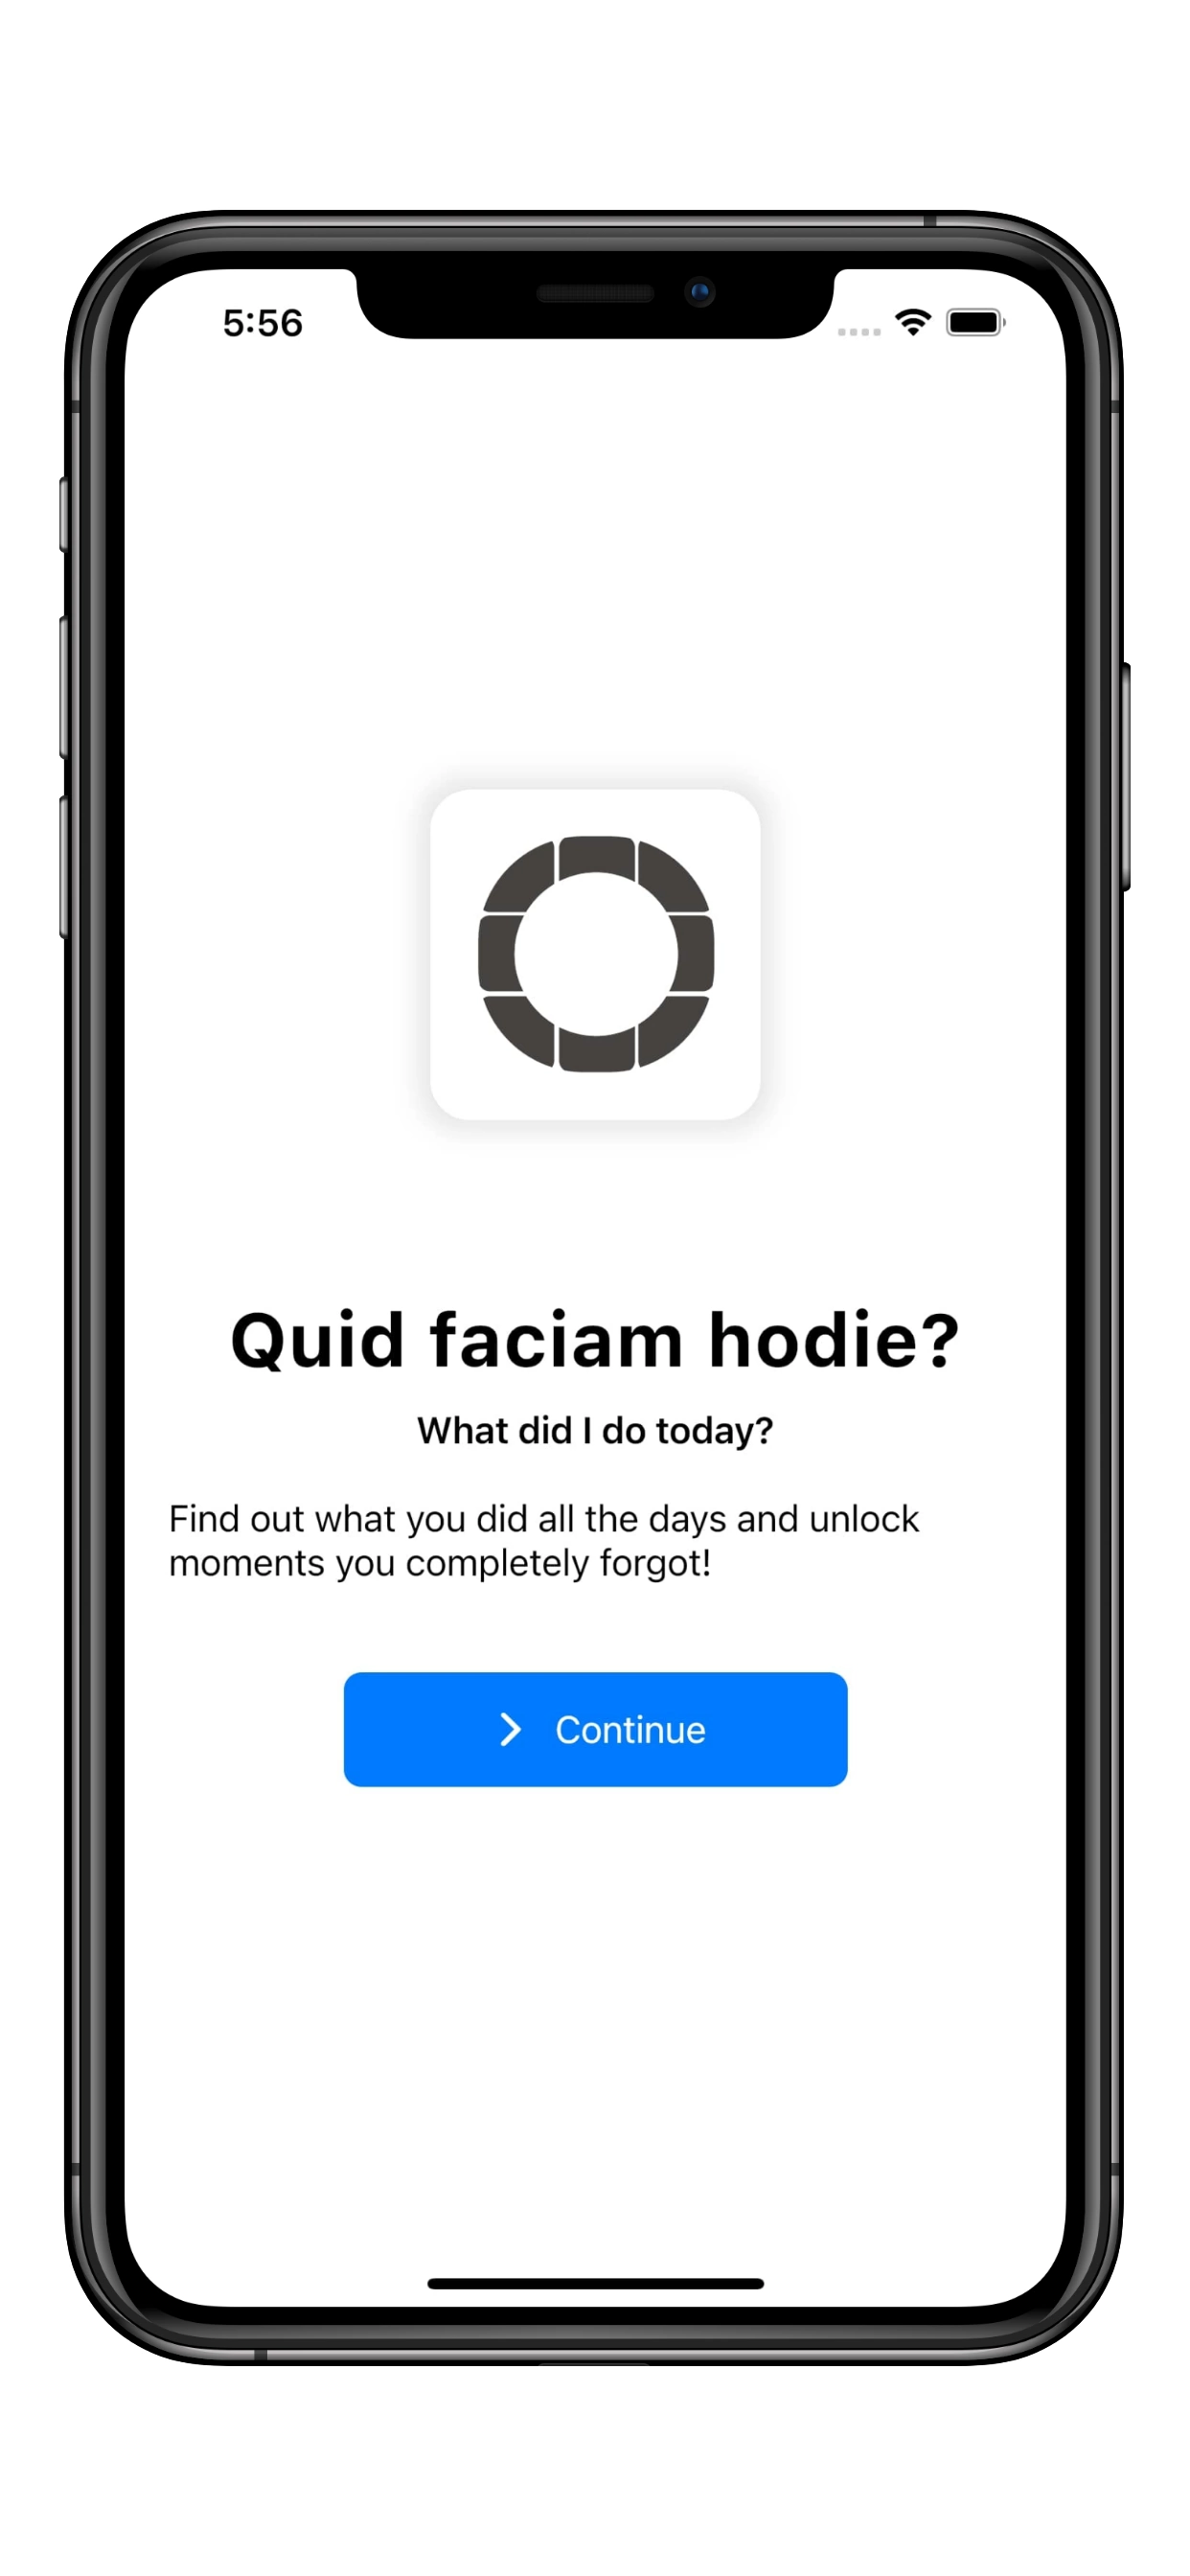 5:56
Quid faciam hodie?
What did I do today?
Find out what you did all the days and unlock
moments you completely forgot!
Continue